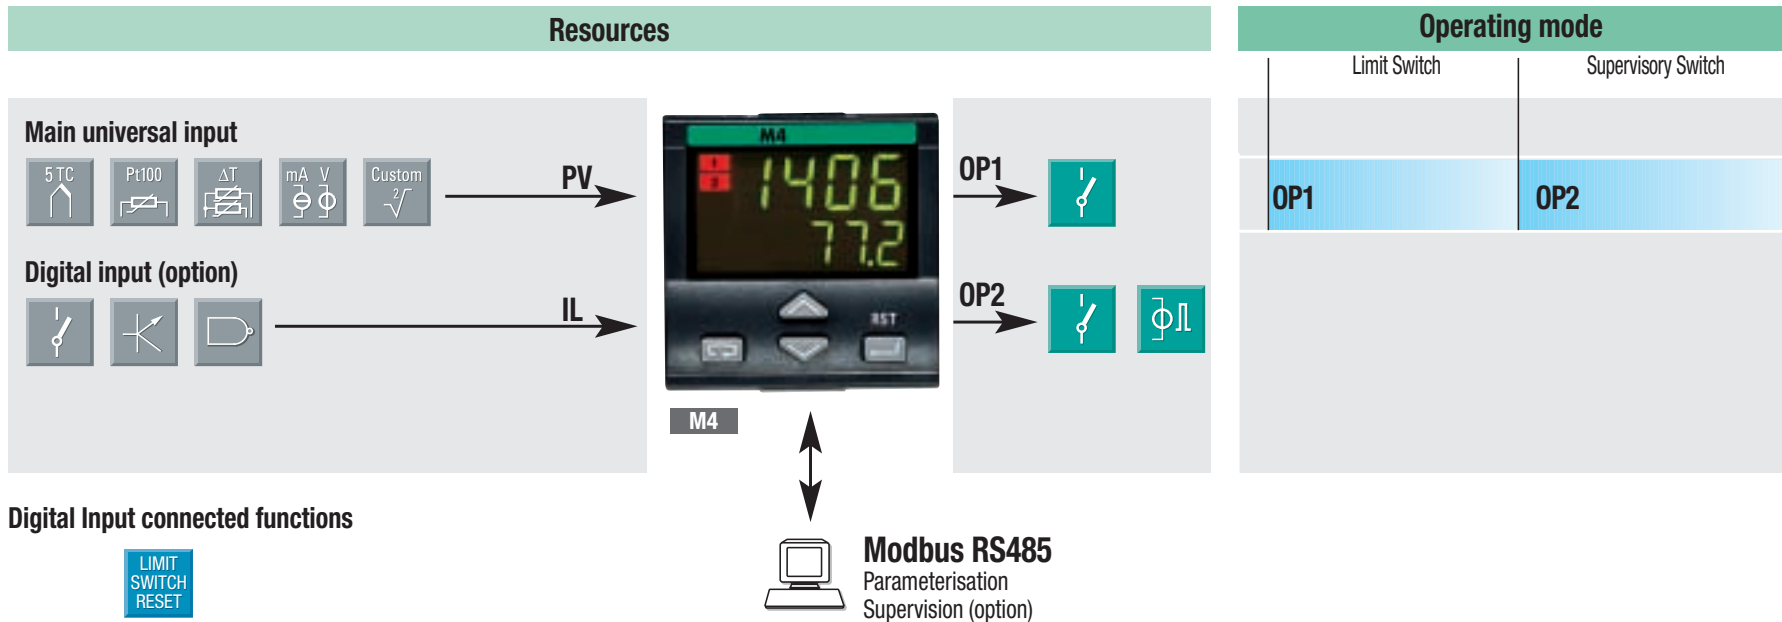 Resources
Operating mode
Limit Switch
Supervisory Switch
Main universal input
5 TC
Pt100
ΔT
mA V
Custom
2√
PV
M4
1406
77.2
OP1
OP1
OP2
Digital input (option)
IL
RST
OP2
M4
Digital Input connected functions
LIMIT
SWITCH
RESET
Modbus RS485
Parameterisation
Supervision (option)